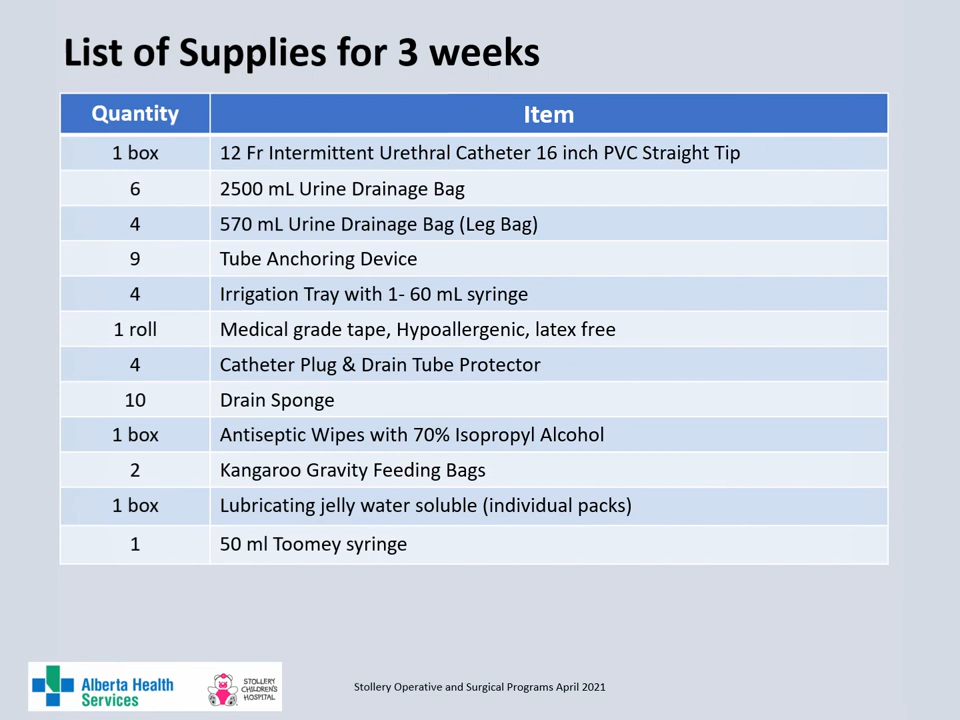 List of Supplies for 3 weeks
Quantity Item
1 box 12 Fr Intermittent Urethral Catheter 16 inch PVC Straight Tip
6 2500 mL Urine Drainage Bag
4 570 mL Urine Drainage Bag (Leg Bag)
9 Tube Anchoring Device
4 Irrigation Tray with 1- 60 mL syringe
1 roll Medical grade tape, Hypoallergenic, latex free
4 Catheter Plug & Drain Tube Protector
10 Drain Sponge
1 box Antiseptic Wipes with 70% Isopropyl Alcohol
2 Kangaroo Gravity Feeding Bags
1 box Lubricating jelly water soluble (individual packs)
1 50 ml Toomey syringe
Alberta Health
Services
STOLLERY
CHILDREN'S
HOSPITAL
Stollery Operative and Surgical Programs April 2021